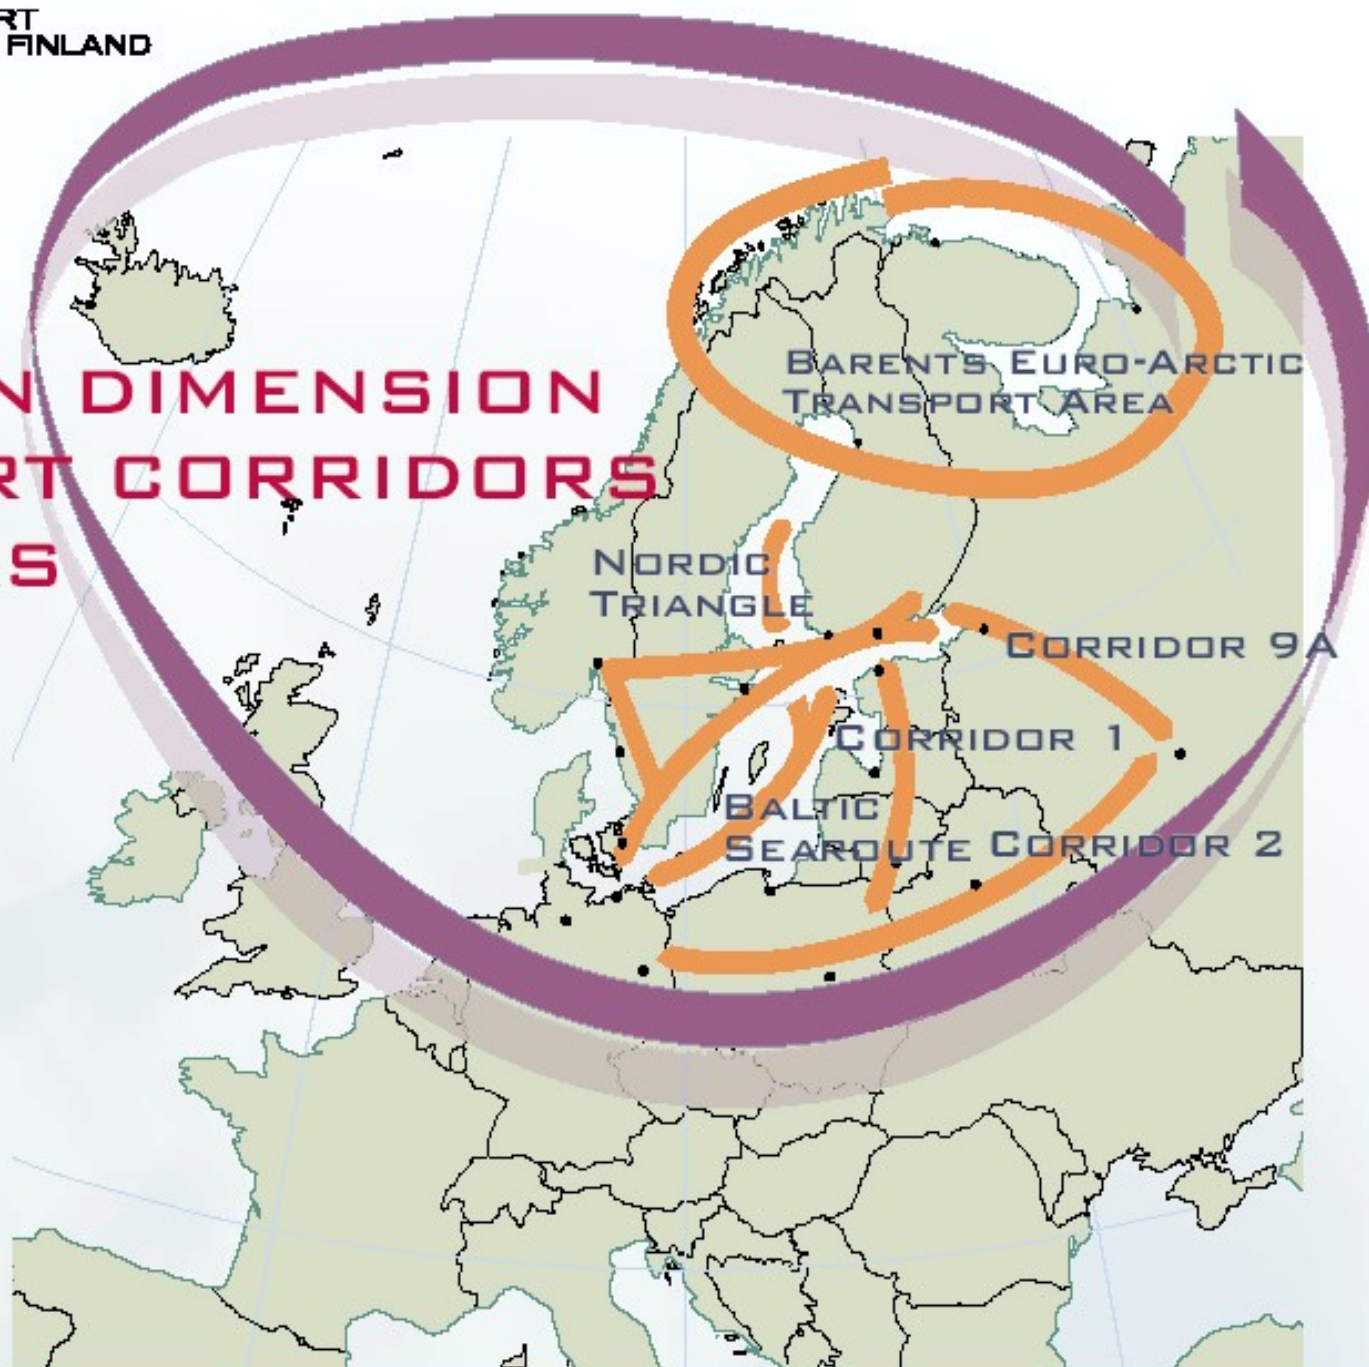 RT
FINLAND
N DIMENSION
RT CORRIDORS
S
BARENTS EURO-ARCTIC
TRANSPORT AREA
NORDIC
TRIANGLE
CORRIDOR 9A
CORRIDOR 1
BALTIC
SEAROUTE
CORRIDOR 2